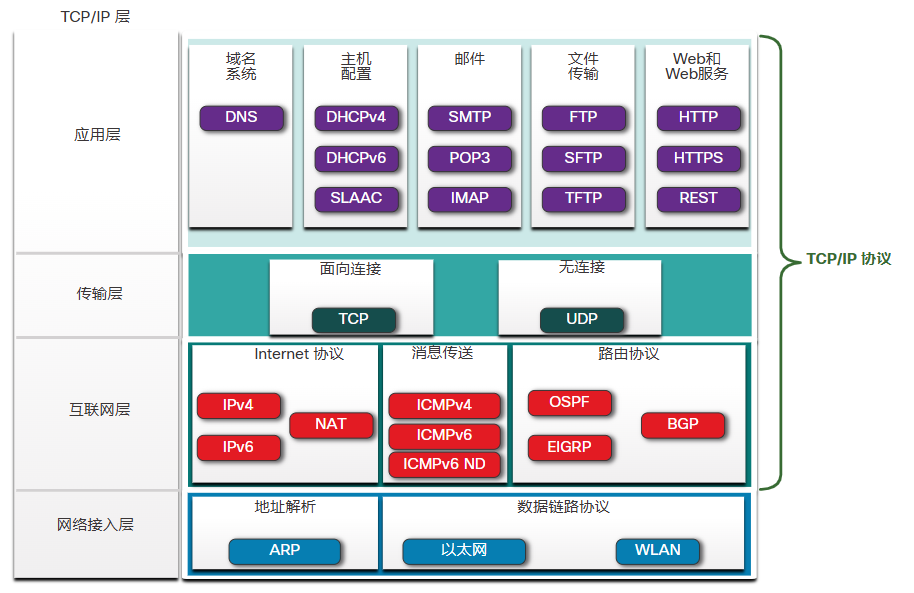 TCP/IP 层
应用层
域名
系统
DNS
主机
配置
DHCPv4
DHCPv6
SLAAC
邮件
SMTP
POP3
IMAP
文件
传输
FTP
SFTP
TFTP
Web和
Web服务
HTTP
HTTPS
REST
TCP/IP 协议
传输层
面向连接
TCP
无连接
UDP
互联网层
Internet 协议
IPv4
IPv6
NAT
消息传送
ICMPv4
ICMPv6
ICMPv6 ND
路由协议
OSPF
EIGRP
BGP
网络接入层
地址解析
ARP
数据链路协议
以太网
WLAN